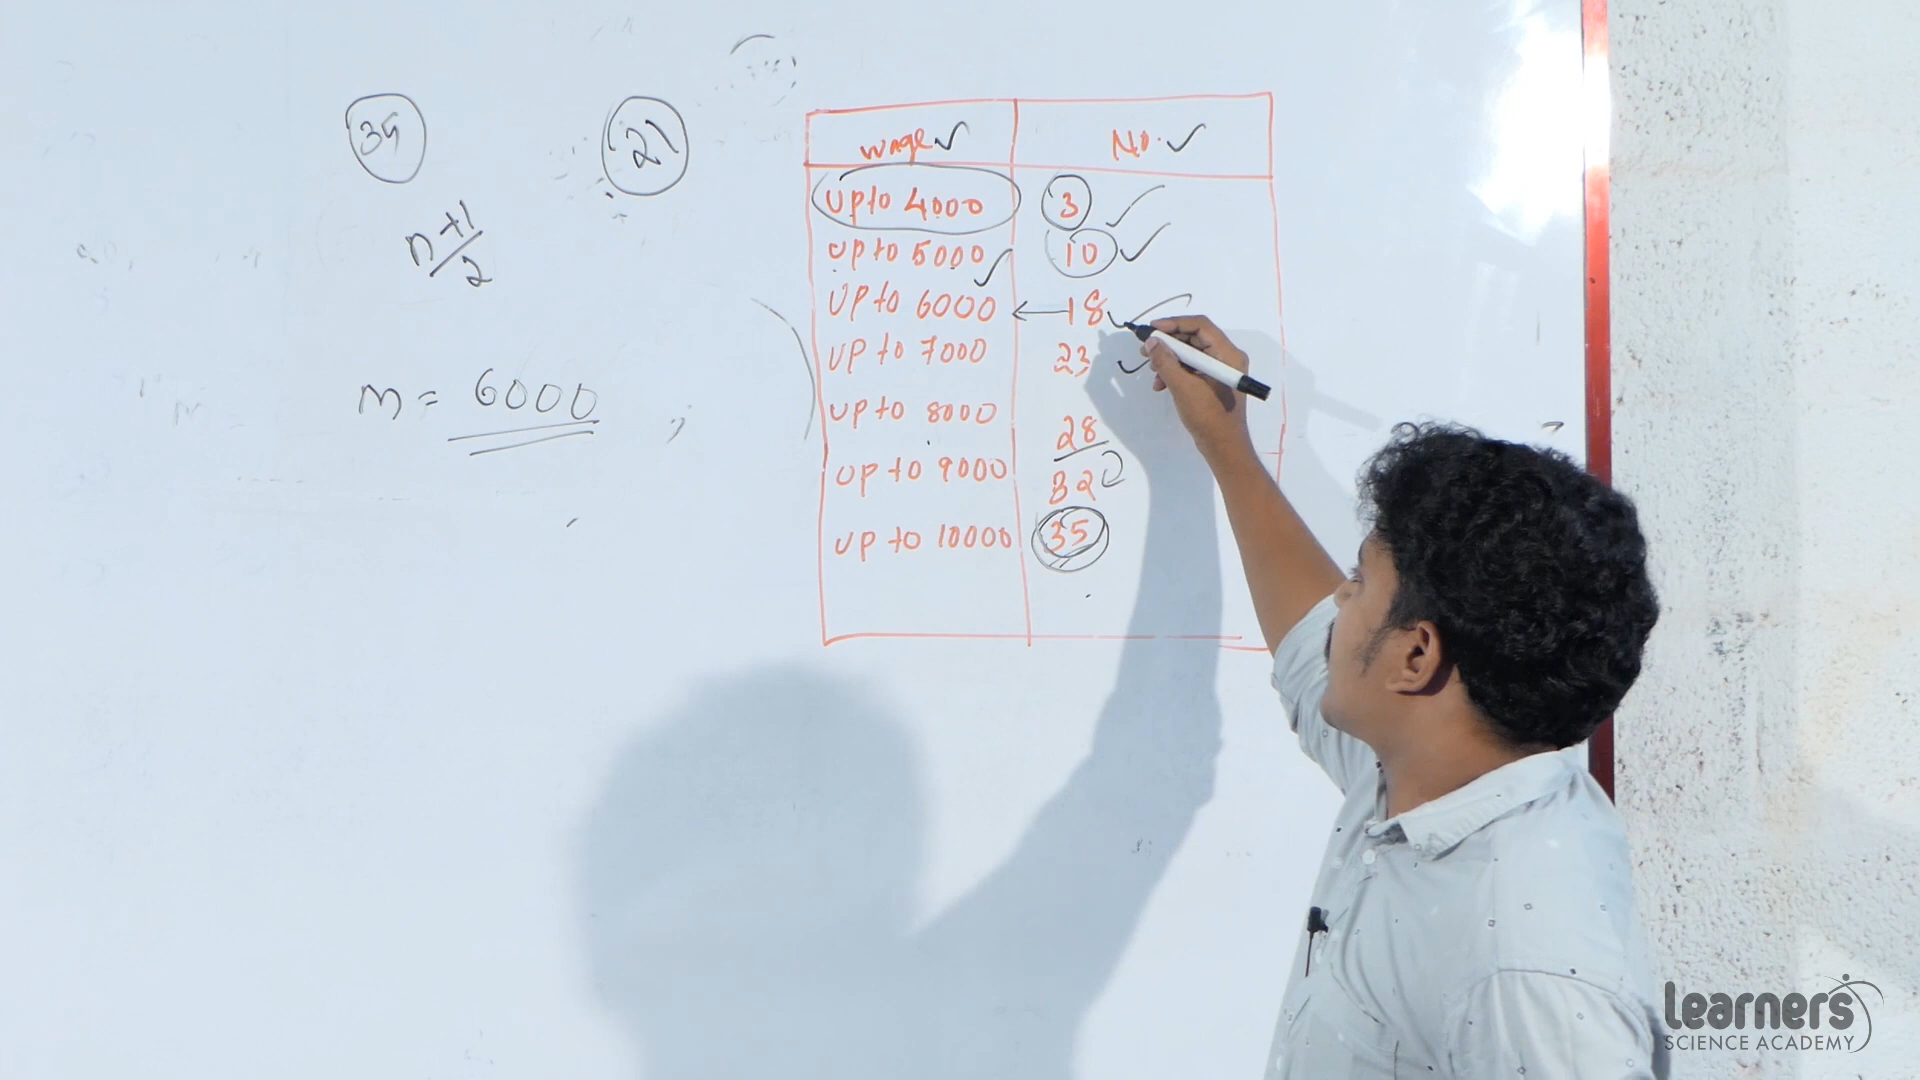 35
21
n+1
2
m = 6000
wage No.
up to 4000 3
up to 5000 10
up to 6000 ← 18
up to 7000 23
up to 8000 28
up to 9000 32
up to 10000 35
Learners
SCIENCE ACADEMY